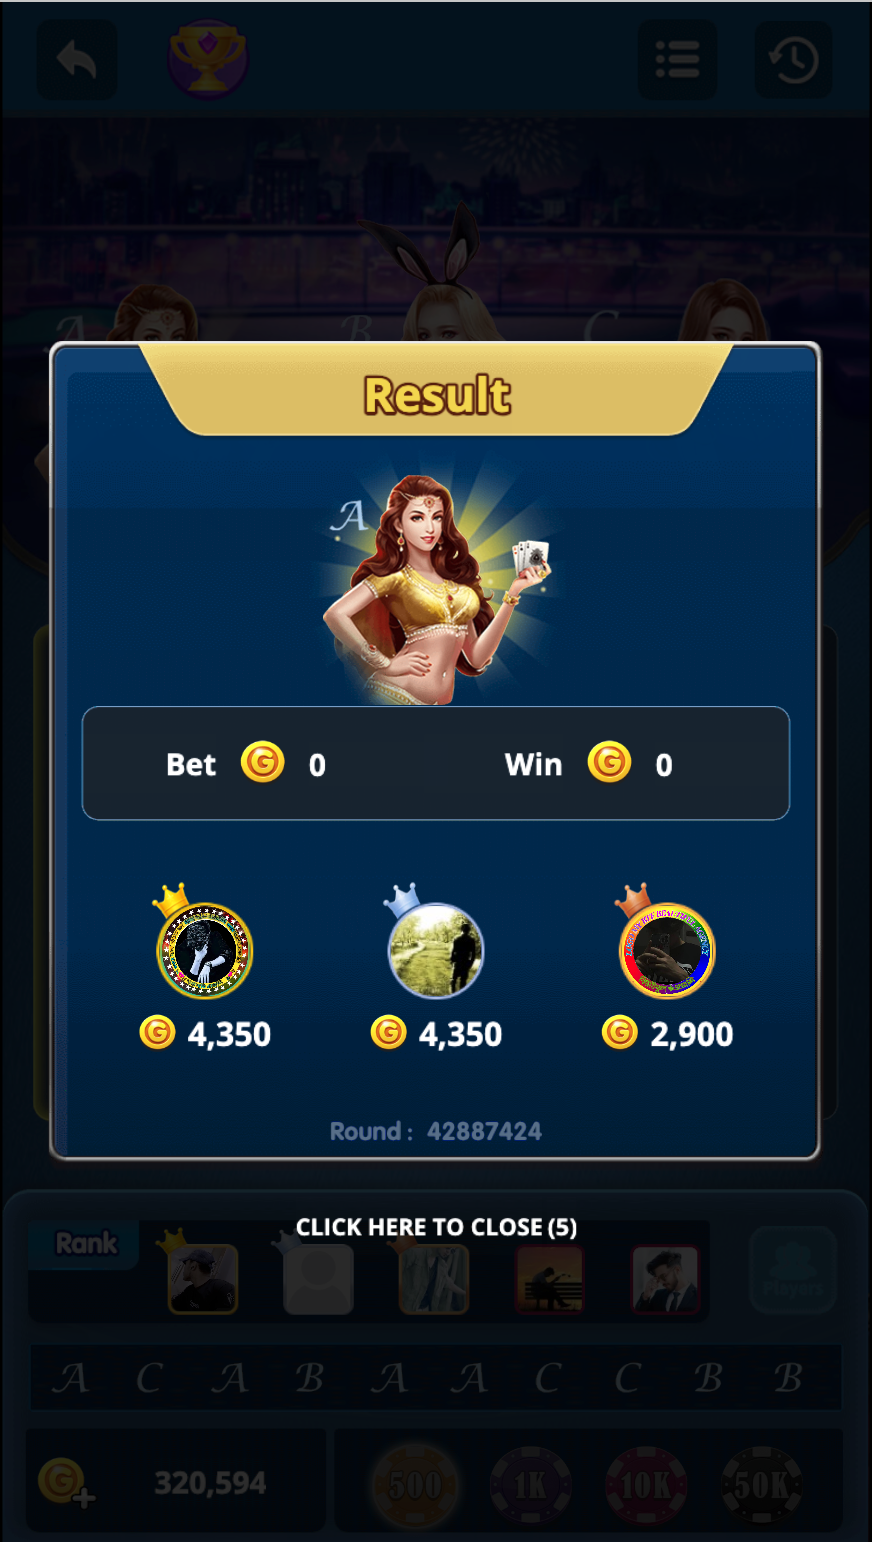 A B C
Result
A
Bet G 0 Win G 0
G 4,350 G 4,350 G 2,900
Round : 42887424
CLICK HERE TO CLOSE (5)
Rank
Players
A C A B A A C C B B
G 320,594 500 1K 10K 50K